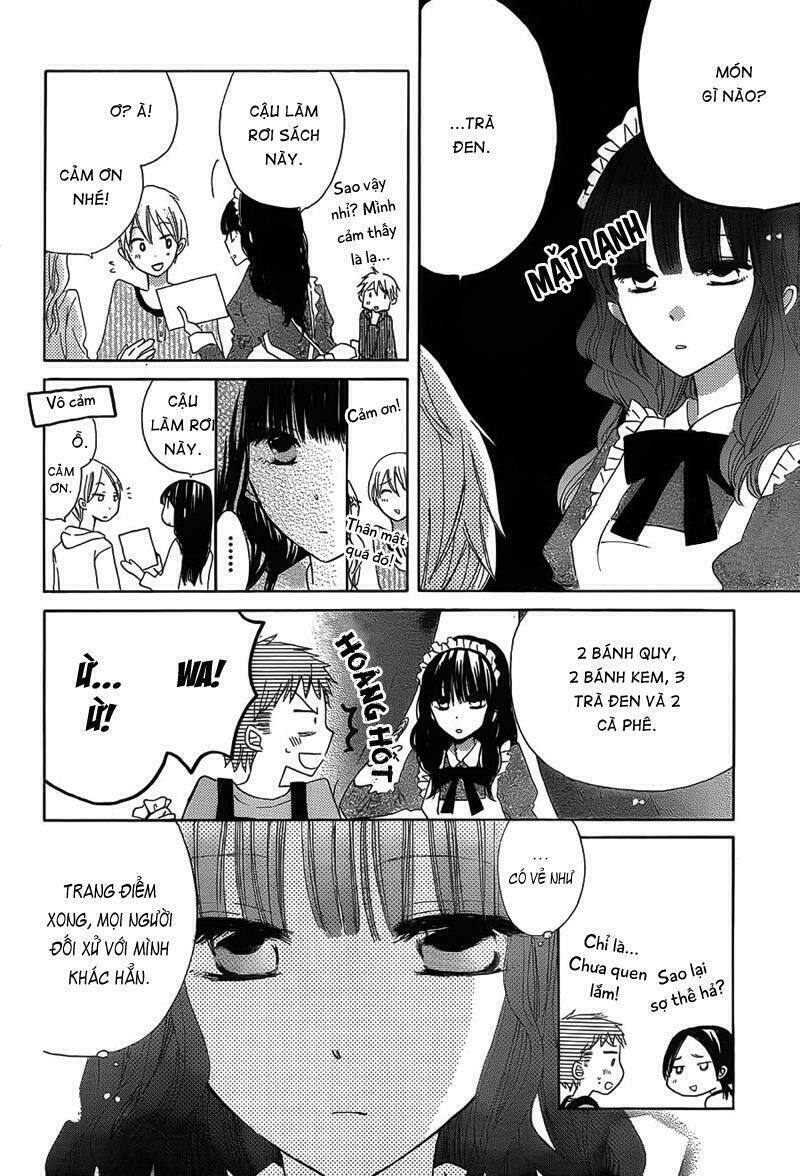 MÓN
GÌ NÀO?
...TRÀ
ĐEN.
MẶT LẠNH
CẬU LÀM
RƠI SÁCH
NÀY.
Ơ? À!
CẢM ƠN
NHÉ!
Sao vậy
nhỉ? Mình
cảm thấy
là lạ...
Cảm ơn!
Thân mật
quá đó!
........
CẬU
LÀM RƠI
NÀY.
Vô cảm
Ồ.
CẢM
ƠN.
2 BÁNH QUY,
2 BÁNH KEM, 3
TRÀ ĐEN VÀ 2
CÀ PHÊ.
HOẢNG HỐT
WA!
Ừ...
Ừ!
...
CÓ VẺ NHƯ
TRANG ĐIỂM
XONG, MỌI NGƯỜI
ĐỐI XỬ VỚI MÌNH
KHÁC HẲN.
Sao lại
sợ thế hả?
Chỉ là...
Chưa quen
lắm!